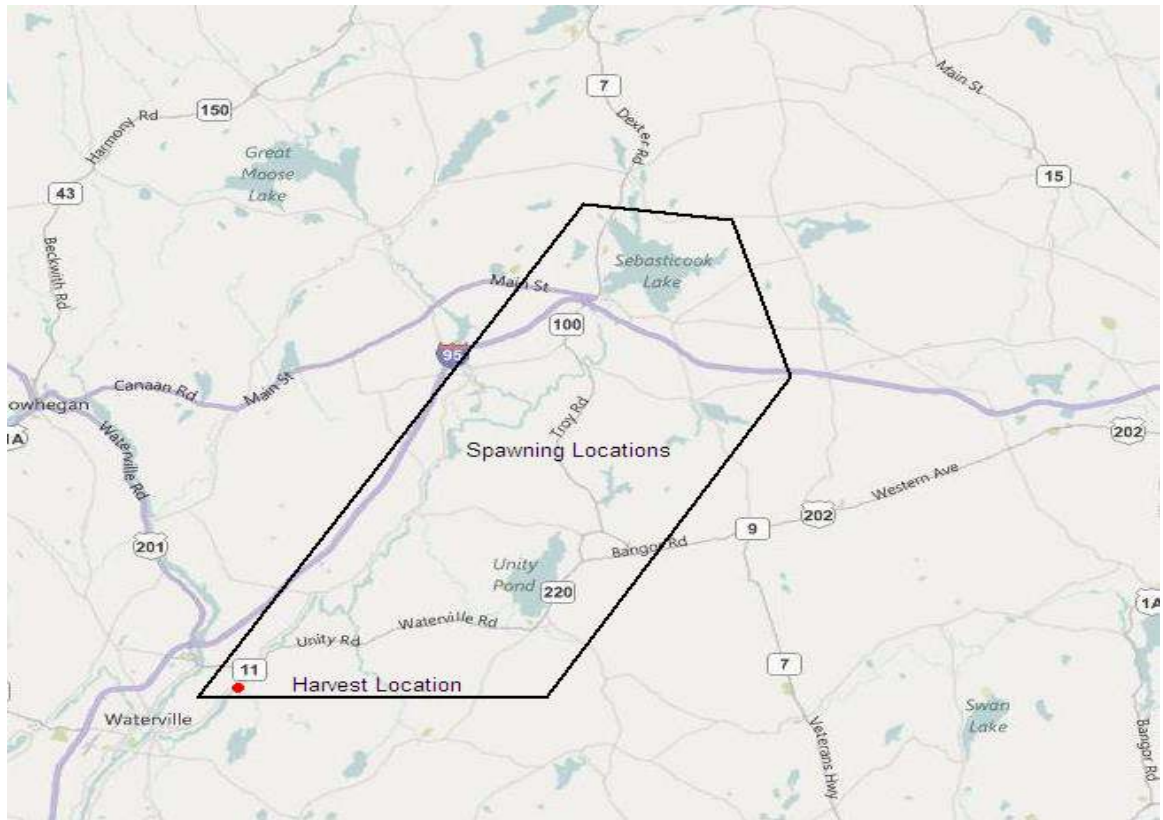 7
Main St
Dexter Rd
150
Harmony Rd
Great
Moose
Lake
15
43
Beckwith Rd
Sebasticook
Lake
Main St
100
95
Canaan Rd
Main St
owhegan
1A
Waterville Rd
Troy Rd
202
Spawning Locations
Western Ave
202
9
201
Bangor Rd
Unity
Pond
220
1A
Waterville Rd
Unity Rd
11
7
Harvest Location
Waterville
Swan
Lake
Veterans Hwy
Bangor Rd